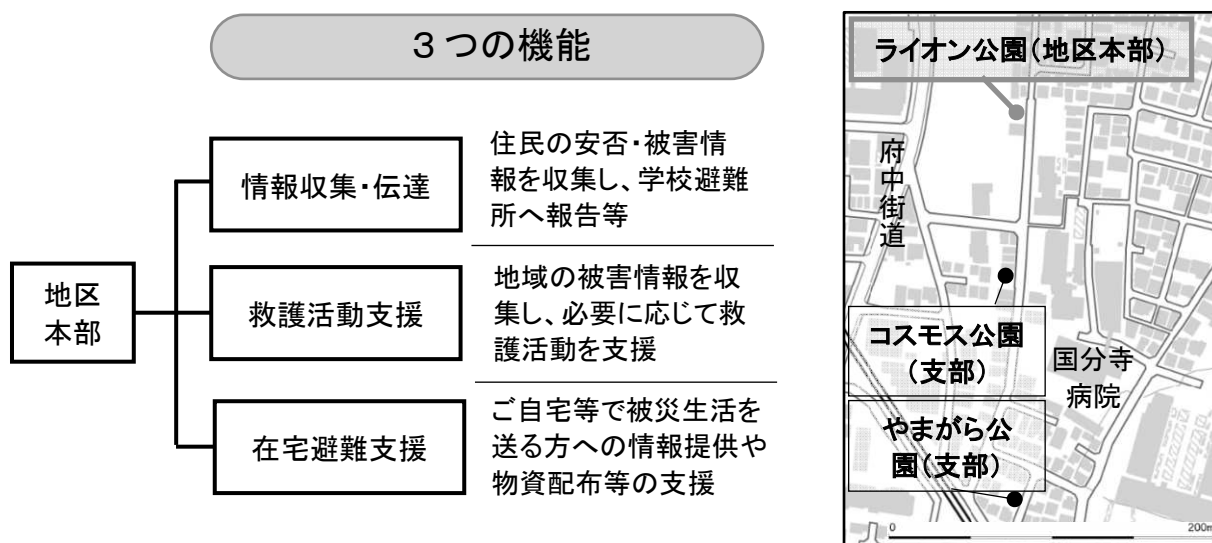 3つの機能
地区
本部
情報収集・伝達
住民の安否・被害情
報を収集し、学校避難
所へ報告等
救護活動支援
地域の被害情報を収
集し、必要に応じて救
護活動を支援
在宅避難支援
ご自宅等で被災生活を
送る方への情報提供や
物資配布等の支援
ライオン公園(地区本部)
府中街道
コスモス公園
(支部)
国分寺
病院
やまがら公
園(支部)
0
200m